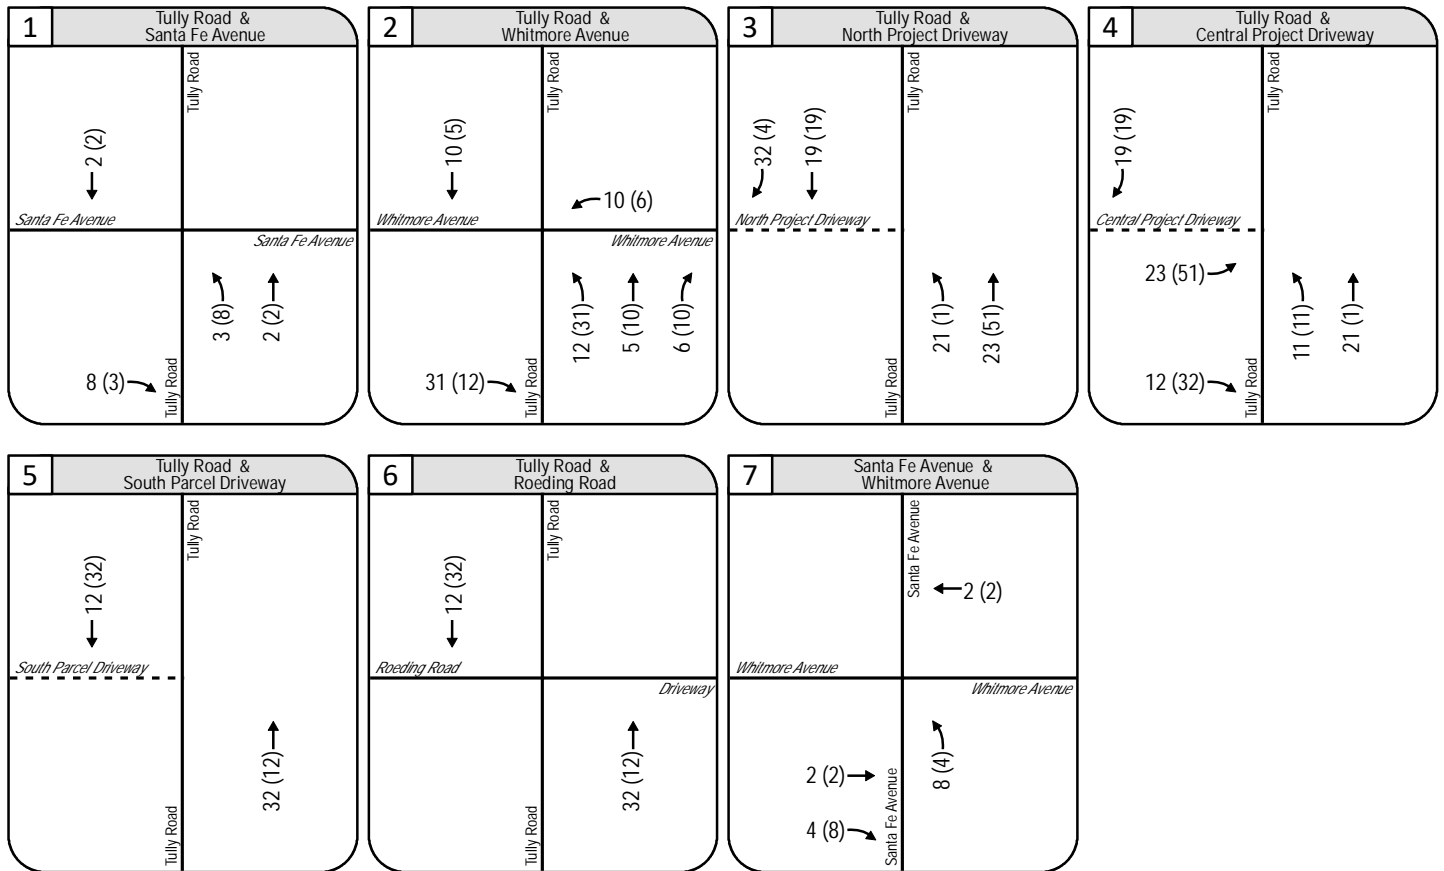 1
Tully Road &
Santa Fe Avenue
Tully Road
2 (2)
Santa Fe Avenue
Santa Fe Avenue
3 (8)
2 (2)
8 (3)
Tully Road
2
Tully Road &
Whitmore Avenue
Tully Road
10 (5)
10 (6)
Whitmore Avenue
Whitmore Avenue
12 (31)
5 (10)
6 (10)
31 (12)
Tully Road
3
Tully Road &
North Project Driveway
Tully Road
32 (4)
19 (19)
North Project Driveway
21 (1)
23 (51)
Tully Road
4
Tully Road &
Central Project Driveway
Tully Road
19 (19)
Central Project Driveway
23 (51)
11 (11)
21 (1)
12 (32)
Tully Road
5
Tully Road &
South Parcel Driveway
Tully Road
12 (32)
South Parcel Driveway
32 (12)
Tully Road
6
Tully Road &
Roeding Road
Tully Road
12 (32)
Roeding Road
Driveway
32 (12)
Tully Road
7
Santa Fe Avenue &
Whitmore Avenue
Santa Fe Avenue
2 (2)
Whitmore Avenue
Whitmore Avenue
8 (4)
2 (2)
4 (8)
Santa Fe Avenue